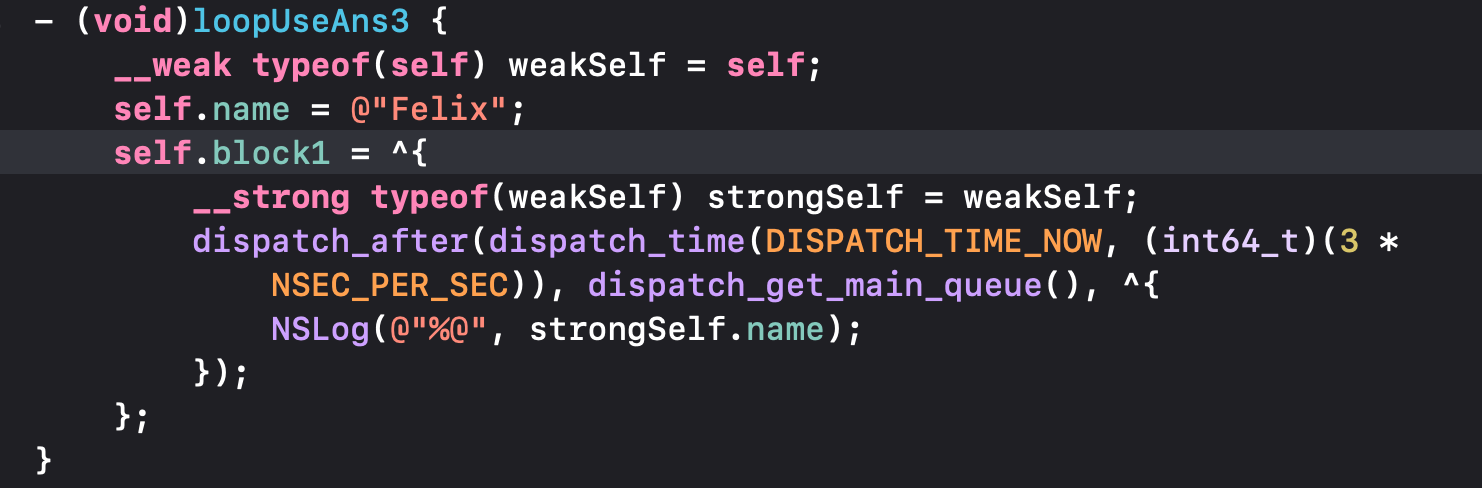 - (void)loopUseAns3 {
    __weak typeof(self) weakSelf = self;
    self.name = @"Felix";
    self.block1 = ^{
        __strong typeof(weakSelf) strongSelf = weakSelf;
        dispatch_after(dispatch_time(DISPATCH_TIME_NOW, (int64_t)(3 *
            NSEC_PER_SEC)), dispatch_get_main_queue(), ^{
            NSLog(@"%@", strongSelf.name);
        });
    };
}